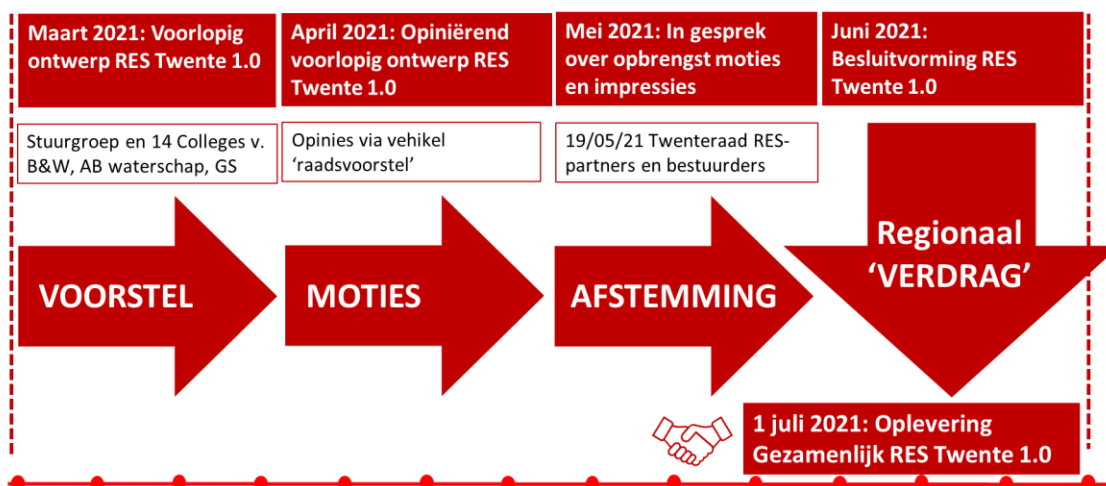 Maart 2021: Voorlopig
ontwerp RES Twente 1.0
April 2021: Opiniërend
voorlopig ontwerp RES
Twente 1.0
Mei 2021: In gesprek
over opbrengst moties
en impressies
Juni 2021:
Besluitvorming RES
Twente 1.0
Stuurgroep en 14 Colleges v.
B&W, AB waterschap, GS
Opinies via vehikel
‘raadsvoorstel’
19/05/21 Twenteraad RES-
partners en bestuurders
VOORSTEL
MOTIES
AFSTEMMING
Regionaal
‘VERDRAG’
1 juli 2021: Oplevering
Gezamenlijk RES Twente 1.0